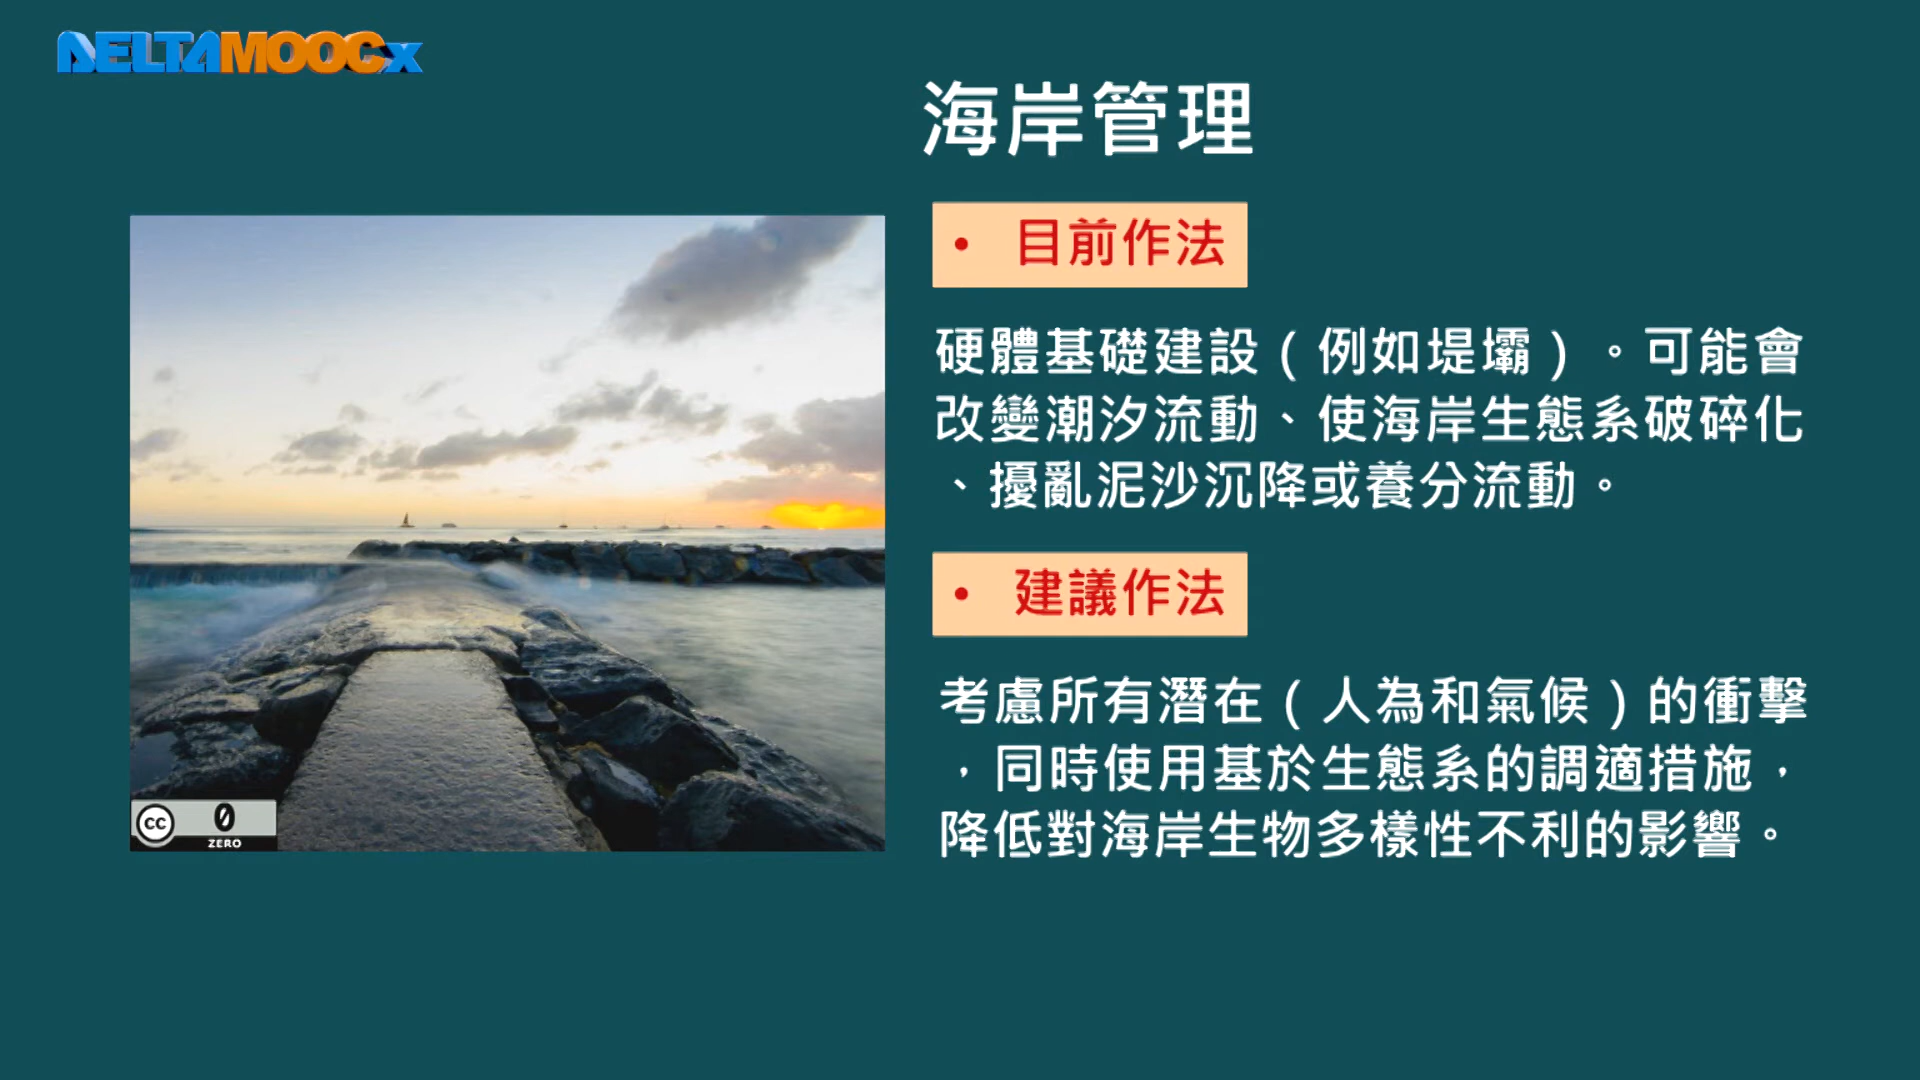 DELTAMOOCx
海岸管理
• 目前作法
硬體基礎建設（例如堤壩）。可能會
改變潮汐流動、使海岸生態系破碎化
、擾亂泥沙沉降或養分流動。
• 建議作法
考慮所有潛在（人為和氣候）的衝擊
，同時使用基於生態系的調適措施，
降低對海岸生物多樣性不利的影響。
cc 0
ZERO